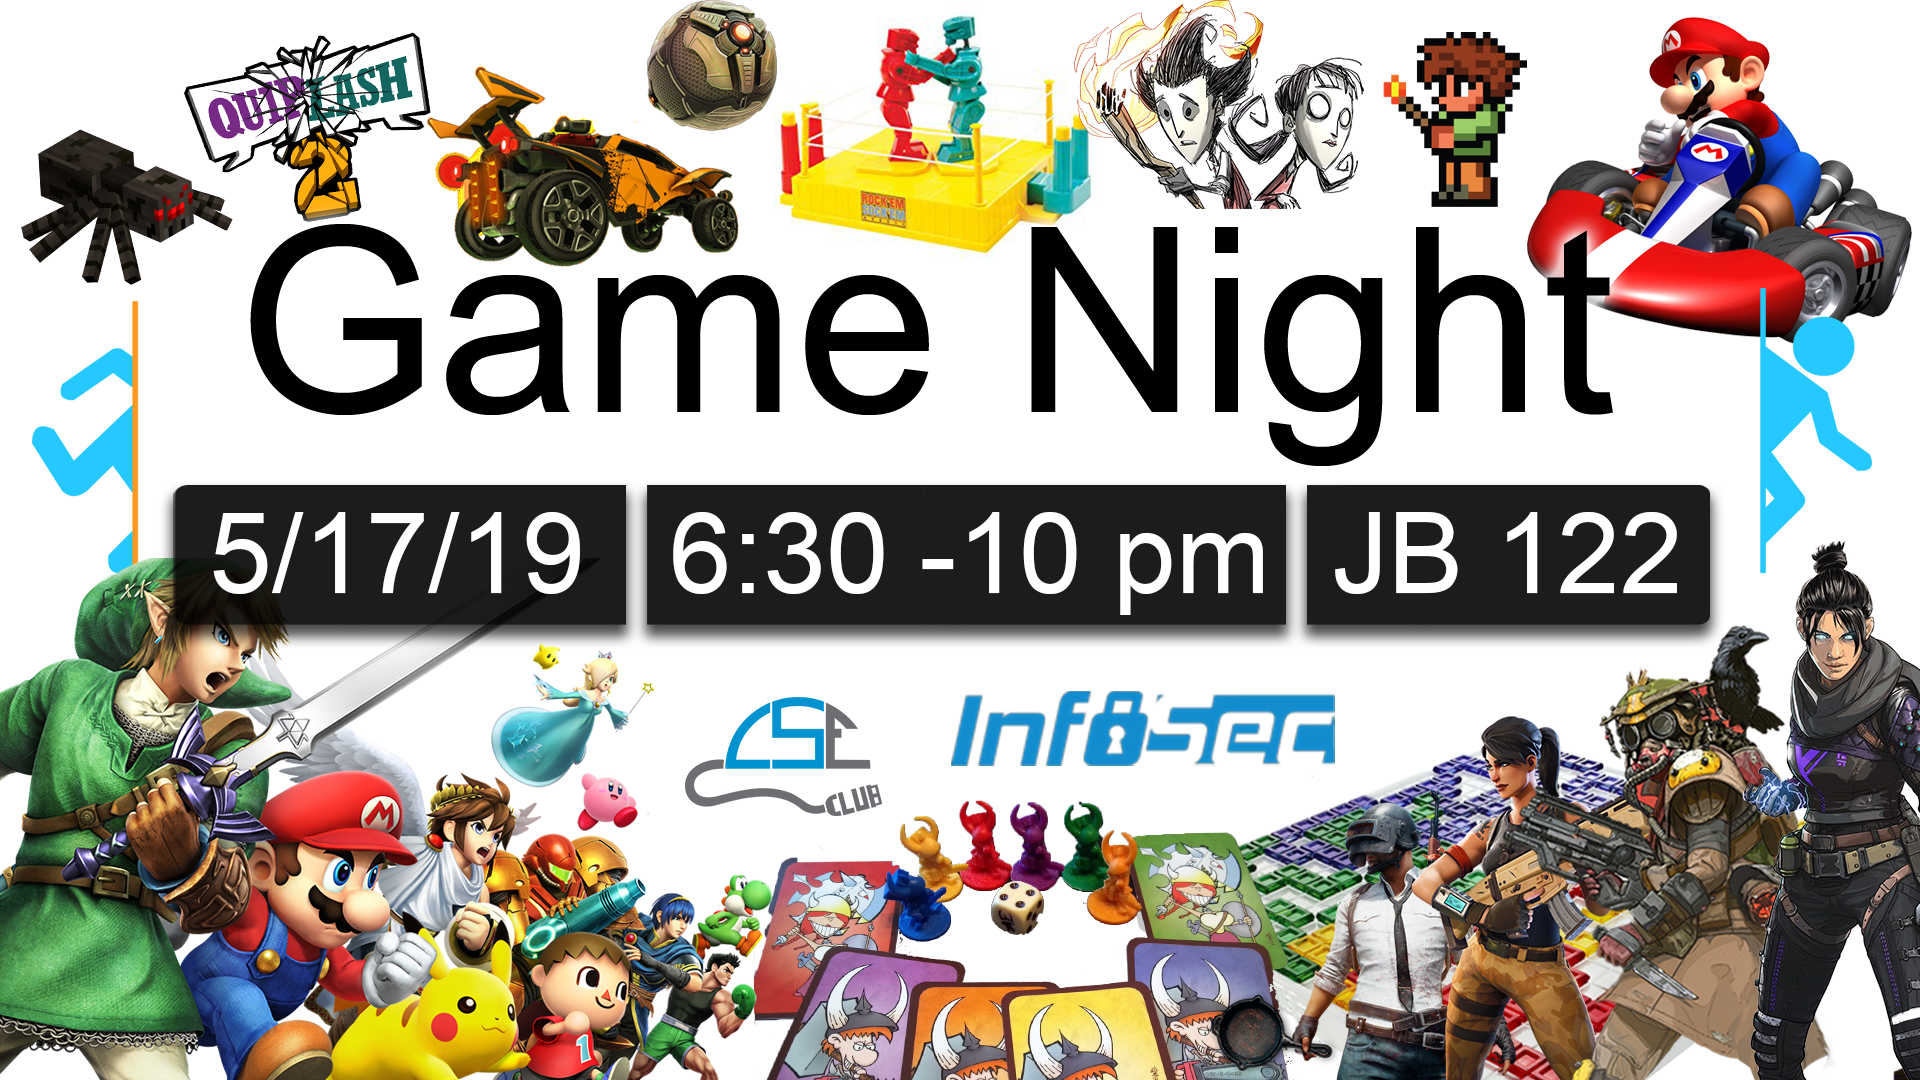 QUIPLASH
2
ROCK'EM
SOCK'EM
Game Night
5/17/19
6:30 -10 pm
JB 122
CSE
CLUB
InfoSec
1